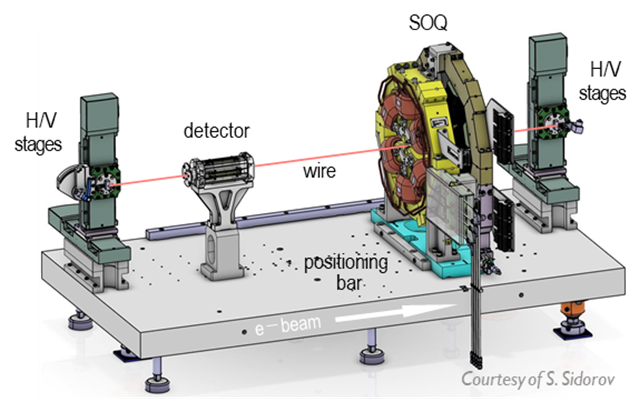 SOQ
H/V
stages
H/V
stages
detector
wire
positioning
bar
e−beam
Courtesy of S. Sidorov